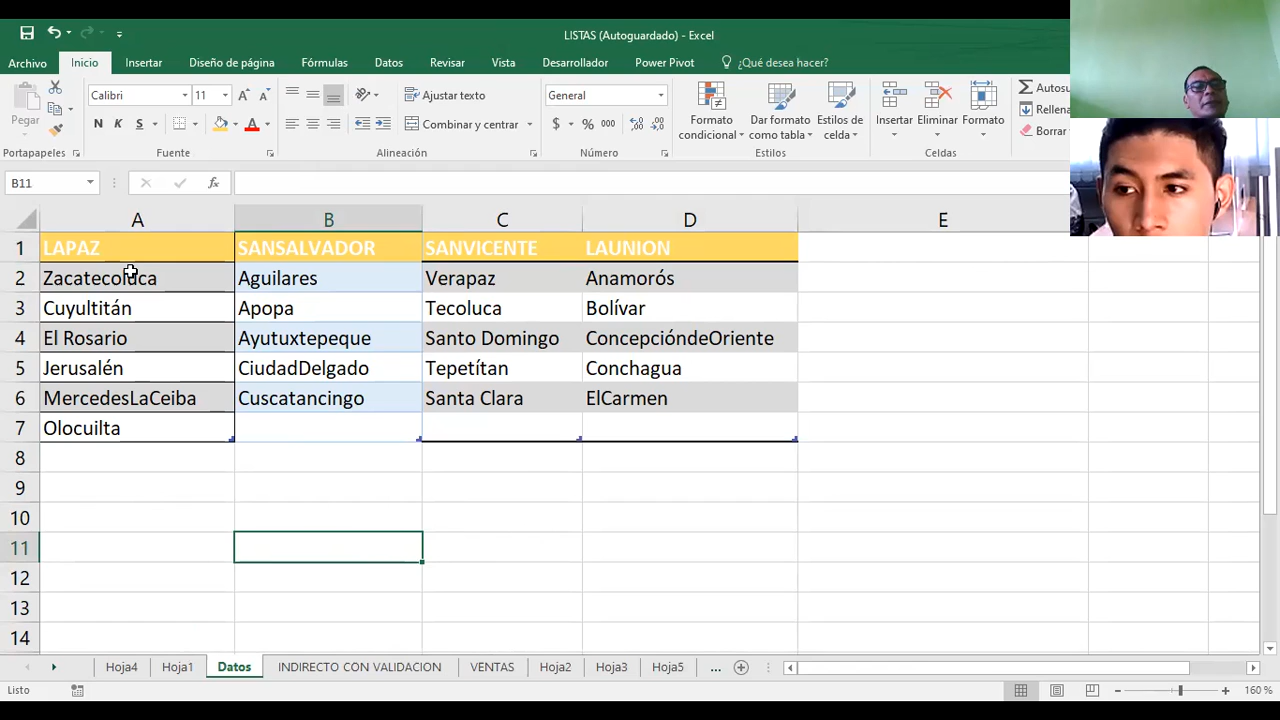 LISTAS (Autoguardado) - Excel
Archivo Inicio Insertar Diseño de página Fórmulas Datos Revisar Vista Desarrollador Power Pivot ¿Qué desea hacer?
Calibri 11 Ajustar texto General Autosu
Pegar N K S Combinar y centrar $ % 000 Formato condicional Dar formato como tabla Estilos de celda Insertar Eliminar Formato Rellena
Borrar
Portapapeles Fuente Alineación Número Estilos Celdas
B11 fx
A B C D E
1 LAPAZ SANSALVADOR SANVICENTE LAUNION
2 Zacatecoluca Aguilares Verapaz Anamorós
3 Cuyultitán Apopa Tecoluca Bolívar
4 El Rosario Ayutuxtepeque Santo Domingo ConcepcióndeOriente
5 Jerusalén CiudadDelgado Tepetítan Conchagua
6 MercedesLaCeiba Cuscatancingo Santa Clara ElCarmen
7 Olocuilta
8
9
10
11
12
13
14
Hoja4 Hoja1 Datos INDIRECTO CON VALIDACION VENTAS Hoja2 Hoja3 Hoja5 ...
Listo 160 %